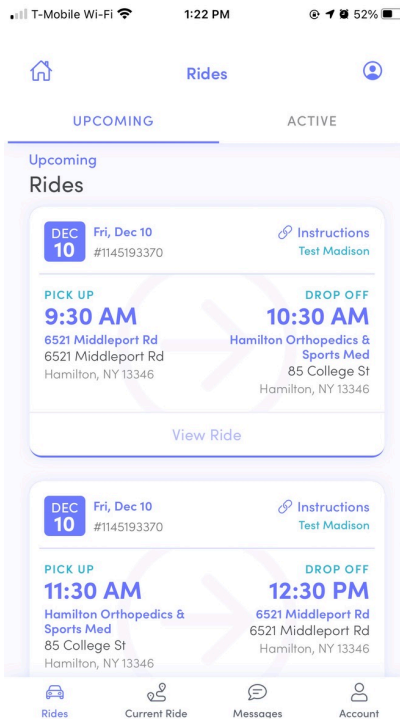 T-Mobile Wi-Fi 1:22 PM 52%
Rides
UPCOMING ACTIVE
Upcoming
Rides
DEC 10
Fri, Dec 10
#1145193370
Instructions
Test Madison
PICK UP
9:30 AM
6521 Middleport Rd
6521 Middleport Rd
Hamilton, NY 13346
DROP OFF
10:30 AM
Hamilton Orthopedics &
Sports Med
85 College St
Hamilton, NY 13346
View Ride
DEC 10
Fri, Dec 10
#1145193370
Instructions
Test Madison
PICK UP
11:30 AM
Hamilton Orthopedics &
Sports Med
85 College St
Hamilton, NY 13346
DROP OFF
12:30 PM
6521 Middleport Rd
6521 Middleport Rd
Hamilton, NY 13346
Rides Current Ride Messages Account